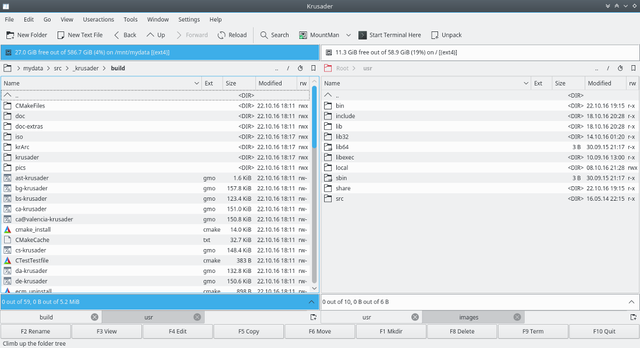 Krusader
File Edit Go View Useractions Tools Window Settings Help
New Folder New Text File Back Up Forward Reload Search MountMan Start Terminal Here Unpack
27.0 GiB free out of 586.7 GiB (4%) on /mnt/mydata [(ext4)] 11.3 GiB free out of 58.9 GiB (19%) on / [(ext4)]
> mydata > src > _krusader > build .. / Root > usr .. /
Name Ext Size Modified rw Name Ext Size Modified rw
.. <DIR> .. <DIR>
CMakeFiles <DIR> 22.10.16 18:11 rwx bin <DIR> 22.10.16 19:15 r-x
doc <DIR> 22.10.16 18:11 rwx include <DIR> 18.10.16 20:28 r-x
doc-extras <DIR> 22.10.16 18:11 rwx lib <DIR> 18.10.16 20:28 r-x
iso <DIR> 22.10.16 18:17 rwx lib32 <DIR> 14.10.16 01:20 r-x
krArc <DIR> 22.10.16 18:17 rwx lib64 3 B 30.09.15 21:17 r-x
krusader <DIR> 22.10.16 18:17 rwx libexec <DIR> 10.09.16 13:00 r-x
pics <DIR> 22.10.16 18:11 rwx local <DIR> 08.10.16 21:28 rwx
ast-krusader gmo 1.6 KiB 22.10.16 18:11 rw- sbin 3 B 30.09.15 21:17 r-x
bg-krusader gmo 157.8 KiB 22.10.16 18:11 rw- share <DIR> 22.10.16 19:15 r-x
bs-krusader gmo 123.4 KiB 22.10.16 18:11 rw- src <DIR> 16.05.14 22:15 r-x
ca-krusader gmo 151.0 KiB 22.10.16 18:11 rw-
ca@valencia-krusader gmo 150.8 KiB 22.10.16 18:11 rw-
cmake_install cmake 14.0 KiB 22.10.16 18:11 rw-
CMakeCache txt 32.7 KiB 22.10.16 18:11 rw-
cs-krusader gmo 148.4 KiB 22.10.16 18:11 rw-
CTestTestfile cmake 383 B 22.10.16 18:11 rw-
da-krusader gmo 132.8 KiB 22.10.16 18:11 rw-
de-krusader gmo 150.6 KiB 22.10.16 18:11 rw-
ecm_uninstall cmake 898 B 22.10.16 18:11 rw-
0 out of 59, 0 B out of 5.2 MiB 0 out of 10, 0 B out of 6 B
build usr usr images
F2 Rename F3 View F4 Edit F5 Copy F6 Move F7 Mkdir F8 Delete F9 Term F10 Quit
Climb up the folder tree